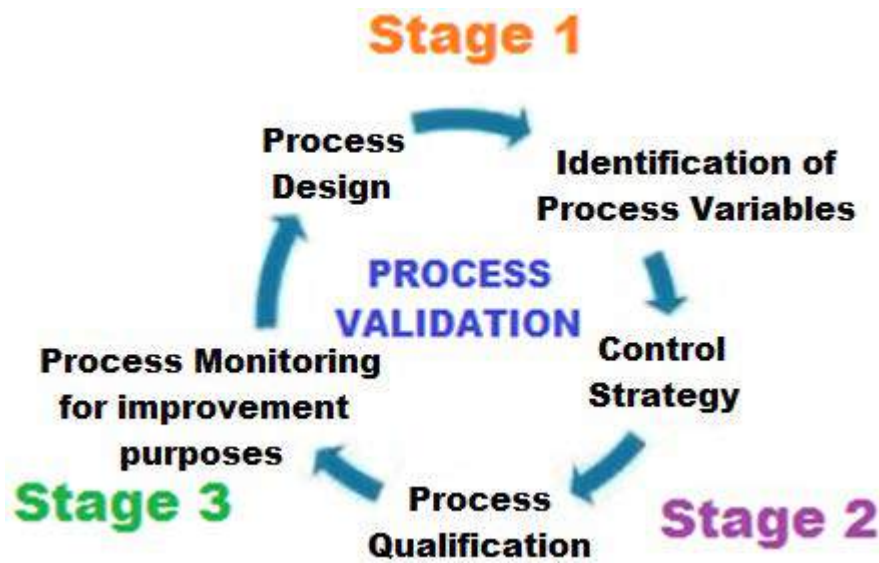 Stage 1
Process
Design
Identification of
Process Variables
PROCESS
VALIDATION
Control
Strategy
Process Monitoring
for improvement
purposes
Process
Qualification
Stage 3
Stage 2